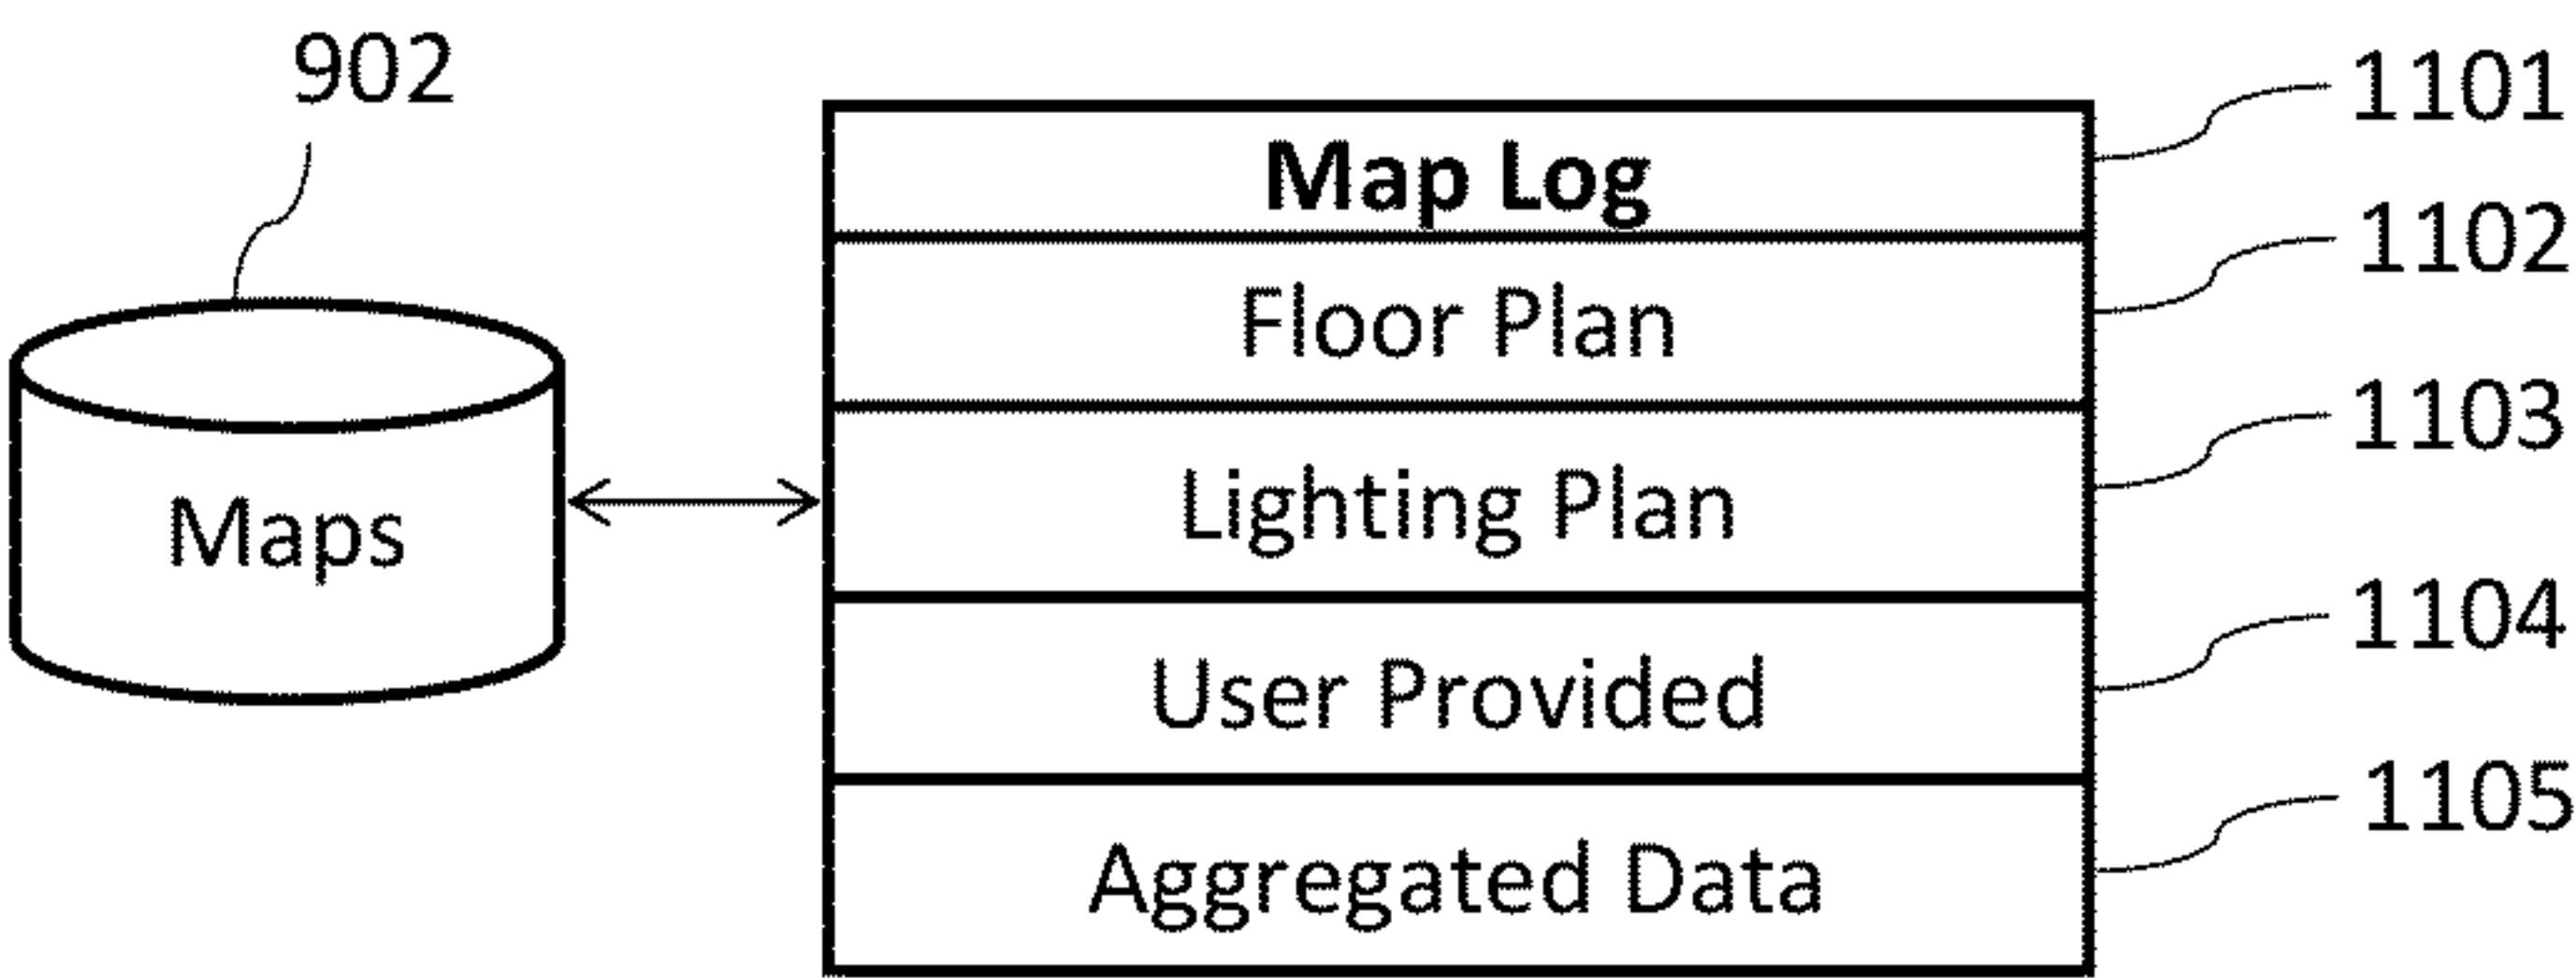 902
Maps
Map Log
1101
Floor Plan
1102
Lighting Plan
1103
User Provided
1104
Aggregated Data
1105